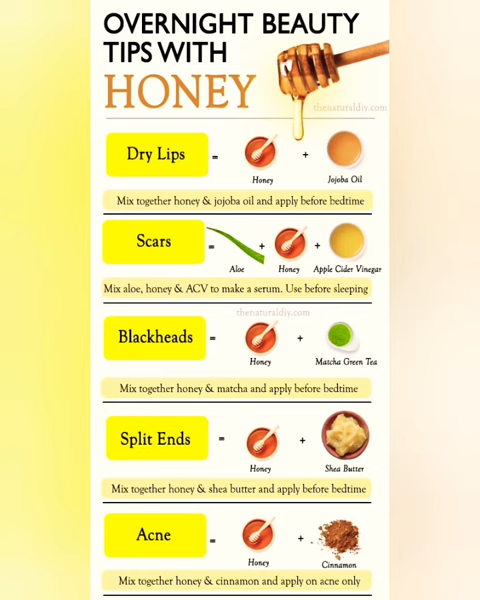 OVERNIGHT BEAUTY
TIPS WITH
HONEY
thenaturaldiy.com
Dry Lips
=
+
Honey
Jojoba Oil
Mix together honey & jojoba oil and apply before bedtime
Scars
=
+
+
Aloe
Honey
Apple Cider Vinegar
Mix aloe, honey & ACV to make a serum. Use before sleeping
thenaturaldiy.com
Blackheads
=
+
Honey
Matcha Green Tea
Mix together honey & matcha and apply before bedtime
Split Ends
=
+
Honey
Shea Butter
Mix together honey & shea butter and apply before bedtime
Acne
=
+
Honey
Cinnamon
Mix together honey & cinnamon and apply on acne only